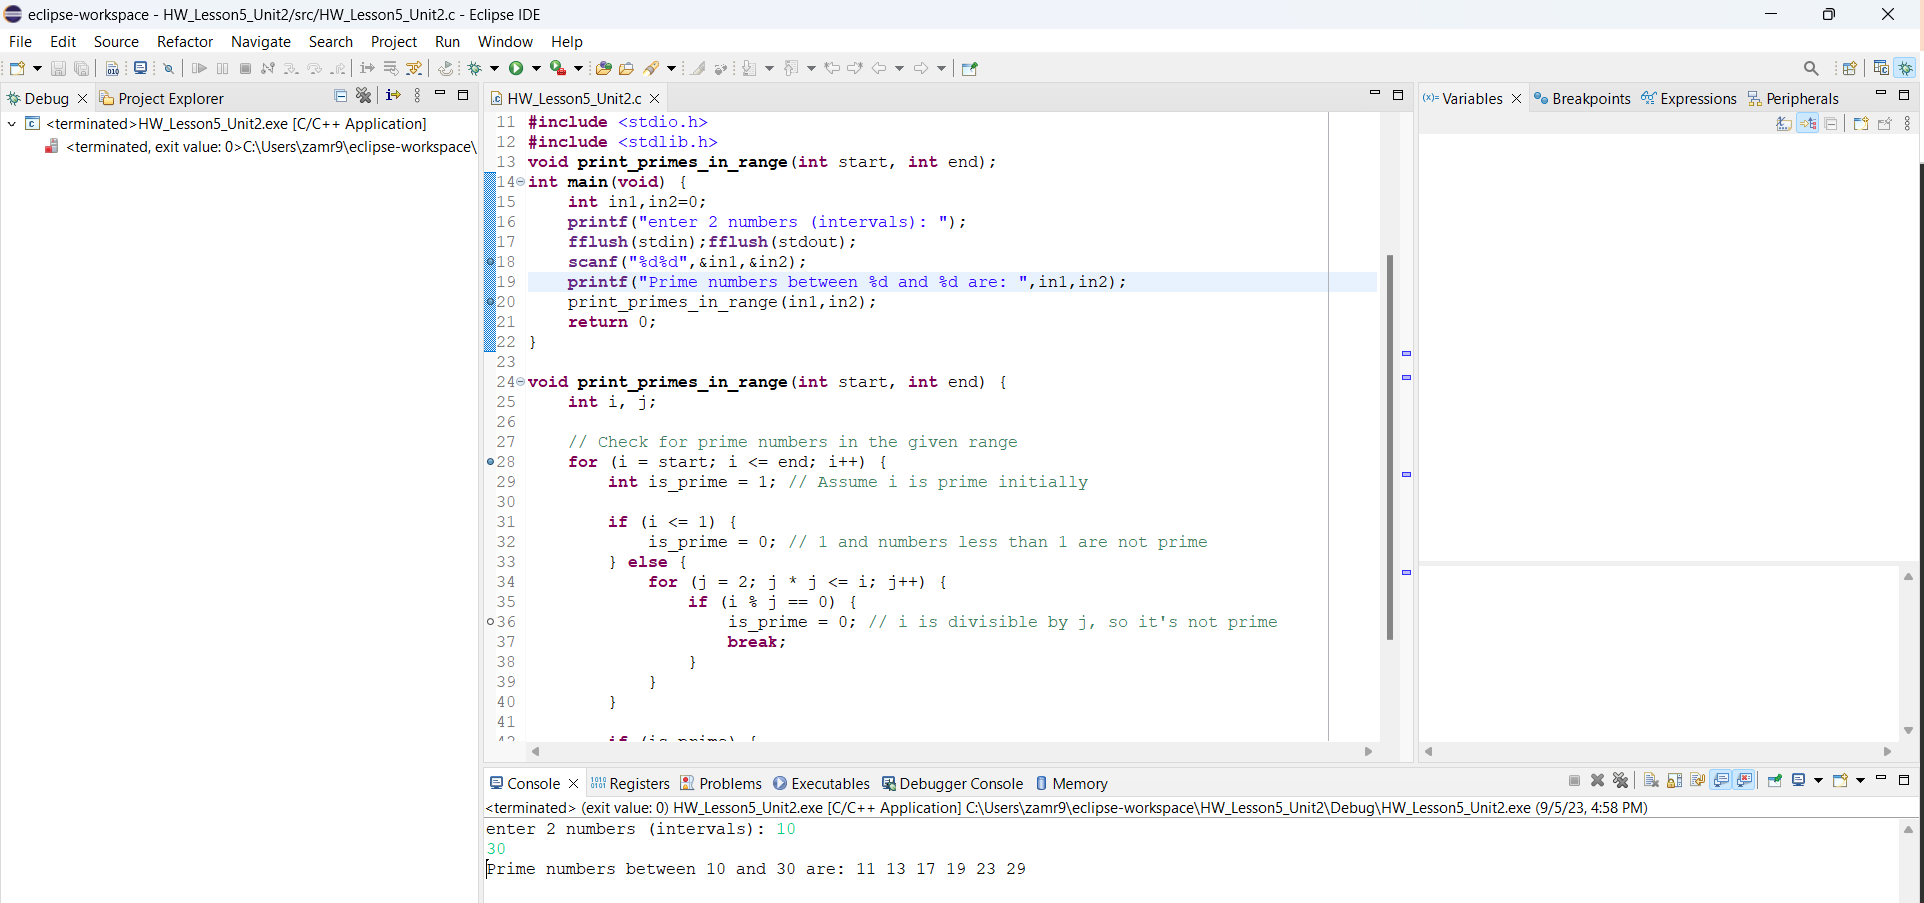 eclipse-workspace - HW_Lesson5_Unit2/src/HW_Lesson5_Unit2.c - Eclipse IDE
File Edit Source Refactor Navigate Search Project Run Window Help
Debug Project Explorer
<terminated>HW_Lesson5_Unit2.exe [C/C++ Application]
<terminated, exit value: 0>C:\Users\zamr9\eclipse-workspace\
HW_Lesson5_Unit2.c
11 #include <stdio.h>
12 #include <stdlib.h>
13 void print_primes_in_range(int start, int end);
14 int main(void) {
15     int in1,in2=0;
16     printf("enter 2 numbers (intervals): ");
17     fflush(stdin);fflush(stdout);
18     scanf("%d%d",&in1,&in2);
19     printf("Prime numbers between %d and %d are: ",in1,in2);
20     print_primes_in_range(in1,in2);
21     return 0;
22 }
23
24 void print_primes_in_range(int start, int end) {
25     int i, j;
26
27     // Check for prime numbers in the given range
28     for (i = start; i <= end; i++) {
29         int is_prime = 1; // Assume i is prime initially
30
31         if (i <= 1) {
32             is_prime = 0; // 1 and numbers less than 1 are not prime
33         } else {
34             for (j = 2; j * j <= i; j++) {
35                 if (i % j == 0) {
36                     is_prime = 0; // i is divisible by j, so it's not prime
37                     break;
38                 }
39             }
40         }
41
42         if (is_prime) {
(x)= Variables Breakpoints Expressions Peripherals
Console Registers Problems Executables Debugger Console Memory
<terminated> (exit value: 0) HW_Lesson5_Unit2.exe [C/C++ Application] C:\Users\zamr9\eclipse-workspace\HW_Lesson5_Unit2\Debug\HW_Lesson5_Unit2.exe (9/5/23, 4:58 PM)
enter 2 numbers (intervals): 10
30
Prime numbers between 10 and 30 are: 11 13 17 19 23 29